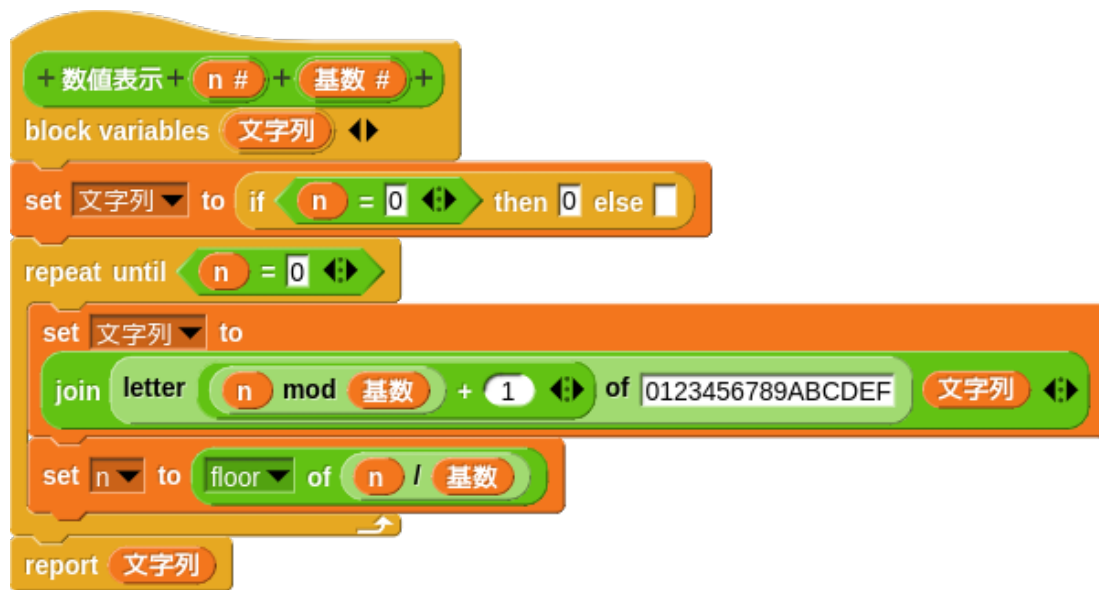 + 数値表示 + n # + 基数 # +
block variables 文字列
set 文字列 to if n = 0 then 0 else
repeat until n = 0
set 文字列 to
join letter n mod 基数 + 1 of 0123456789ABCDEF 文字列
set n to floor of n / 基数
report 文字列